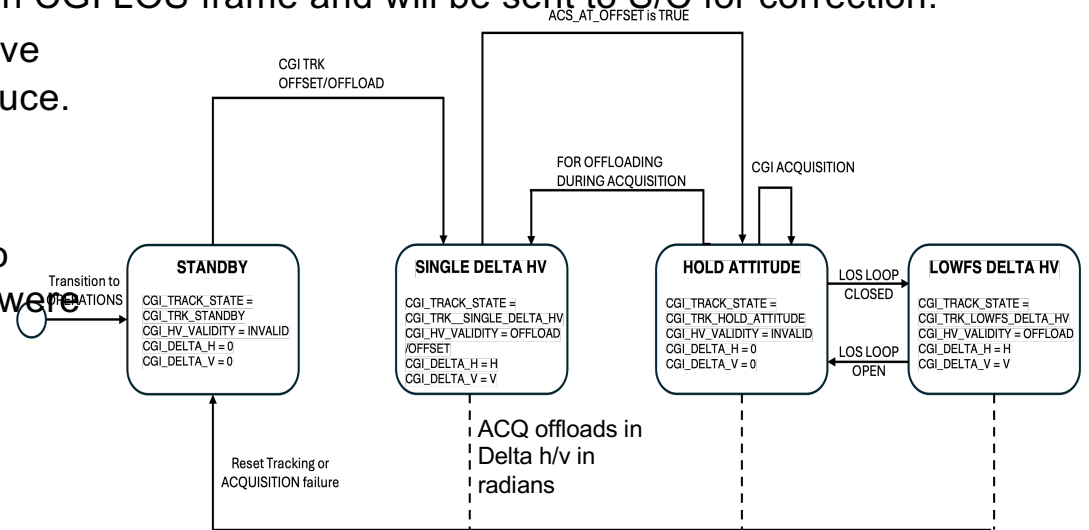 CGI LOS frame and will be sent to S/C for correction.
ve
uce.
ACS_AT_OFFSET is TRUE
CGI TRK
OFFSET/OFFLOAD
FOR OFFLOADING
DURING ACQUISITION
CGI ACQUISITION
were
Transition to
OPERATIONS
STANDBY
CGI_TRACK_STATE =
CGI_TRK_STANDBY
CGI_HV_VALIDITY = INVALID
CGI_DELTA_H = 0
CGI_DELTA_V = 0
SINGLE DELTA HV
CGI_TRACK_STATE =
CGI_TRK__SINGLE_DELTA_HV
CGI_HV_VALIDITY = OFFLOAD
/OFFSET
CGI_DELTA_H = H
CGI_DELTA_V = V
HOLD ATTITUDE
CGI_TRACK_STATE =
CGI_TRK_HOLD_ATTITUDE
CGI_HV_VALIDITY = INVALID
CGI_DELTA_H = 0
CGI_DELTA_V = 0
LOS LOOP
CLOSED
LOS LOOP
OPEN
LOWFS DELTA HV
CGI_TRACK_STATE =
CGI_TRK_LOWFS_DELTA_HV
CGI_HV_VALIDITY = OFFLOAD
CGI_DELTA_H = H
CGI_DELTA_V = V
Reset Tracking or
ACQUISITION failure
ACQ offloads in
Delta h/v in
radians